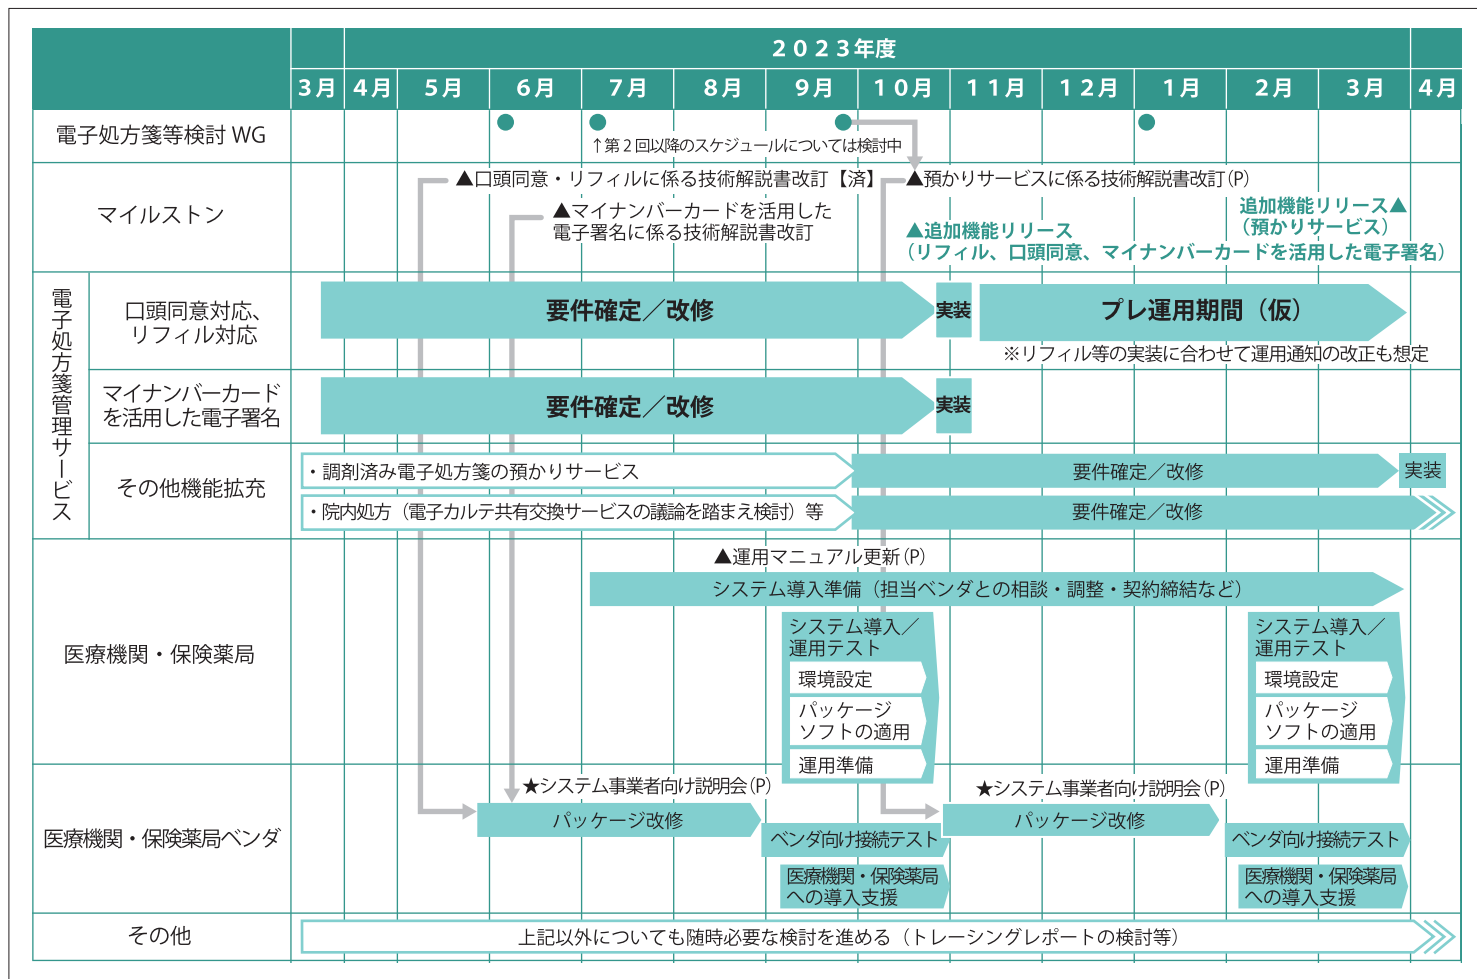 ２０２３年度
３月 ４月 ５月 ６月 ７月 ８月 ９月 １０月 １１月 １２月 １月 ２月 ３月 ４月
電子処方箋等検討 WG
↑第２回以降のスケジュールについては検討中
マイルストン
▲口頭同意・リフィルに係る技術解説書改訂【済】
▲預かりサービスに係る技術解説書改訂(P)
▲マイナンバーカードを活用した
電子署名に係る技術解説書改訂
追加機能リリース▲
（預かりサービス）
▲追加機能リリース
（リフィル、口頭同意、マイナンバーカードを活用した電子署名）
電子処方箋管理サービス
口頭同意対応、
リフィル対応
要件確定／改修
実装
プレ運用期間（仮）
※リフィル等の実装に合わせて運用通知の改正も想定
マイナンバーカード
を活用した電子署名
要件確定／改修
実装
その他機能拡充
・調剤済み電子処方箋の預かりサービス
要件確定／改修
実装
・院内処方（電子カルテ共有交換サービスの議論を踏まえ検討）等
要件確定／改修
医療機関・保険薬局
▲運用マニュアル更新(P)
システム導入準備（担当ベンダとの相談・調整・契約締結など）
システム導入／
運用テスト
環境設定
パッケージ
ソフトの適用
運用準備
システム導入／
運用テスト
環境設定
パッケージ
ソフトの適用
運用準備
医療機関・保険薬局ベンダ
★システム事業者向け説明会(P)
パッケージ改修
ベンダ向け接続テスト
医療機関・保険薬局
への導入支援
★システム事業者向け説明会(P)
パッケージ改修
ベンダ向け接続テスト
医療機関・保険薬局
への導入支援
その他
上記以外についても随時必要な検討を進める（トレーシングレポートの検討等）